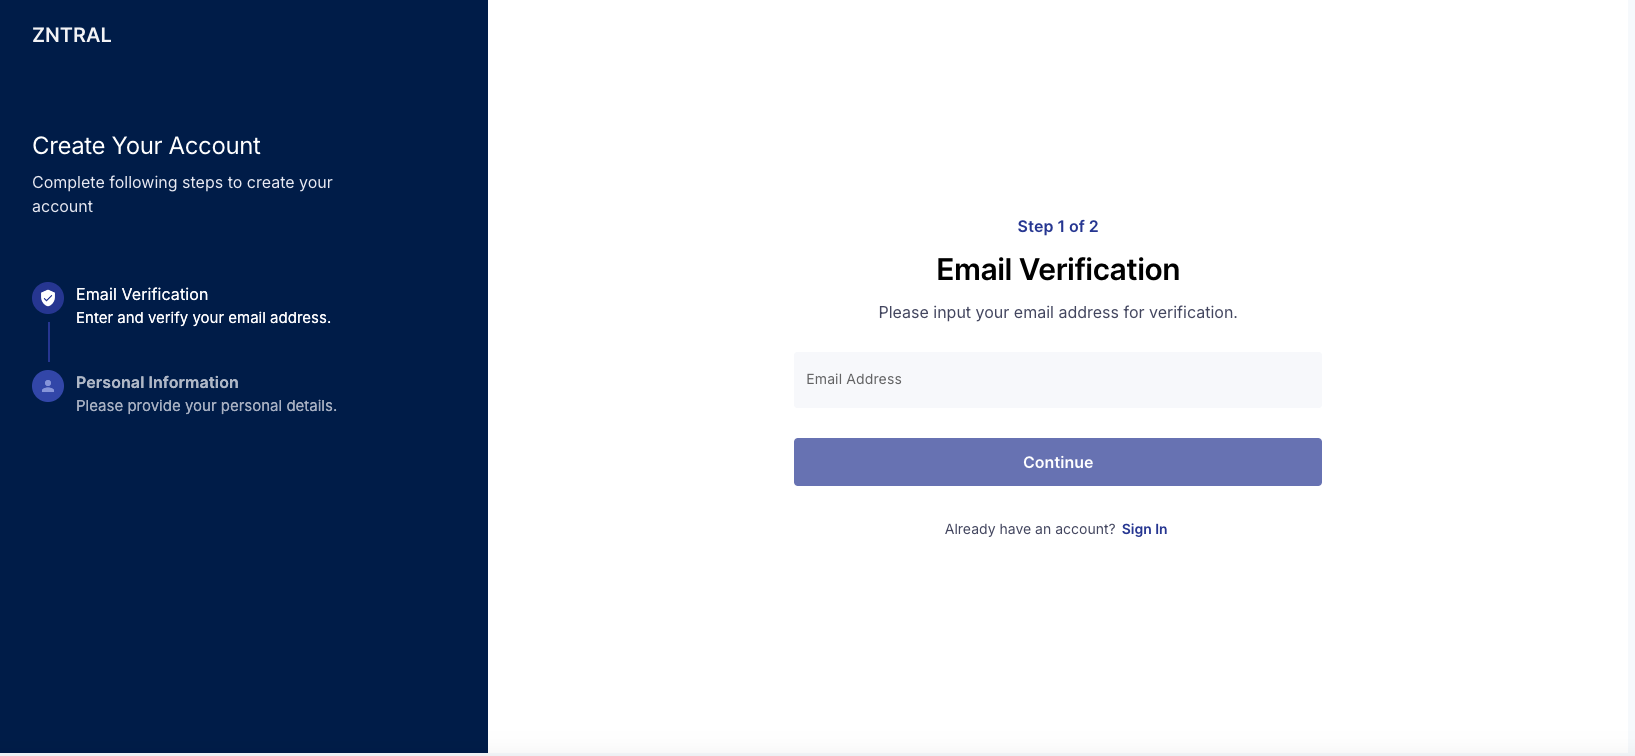 ZNTRAL
Create Your Account
Complete following steps to create your
account
Email Verification
Enter and verify your email address.
Personal Information
Please provide your personal details.
Step 1 of 2
Email Verification
Please input your email address for verification.
Email Address
Continue
Already have an account? Sign In